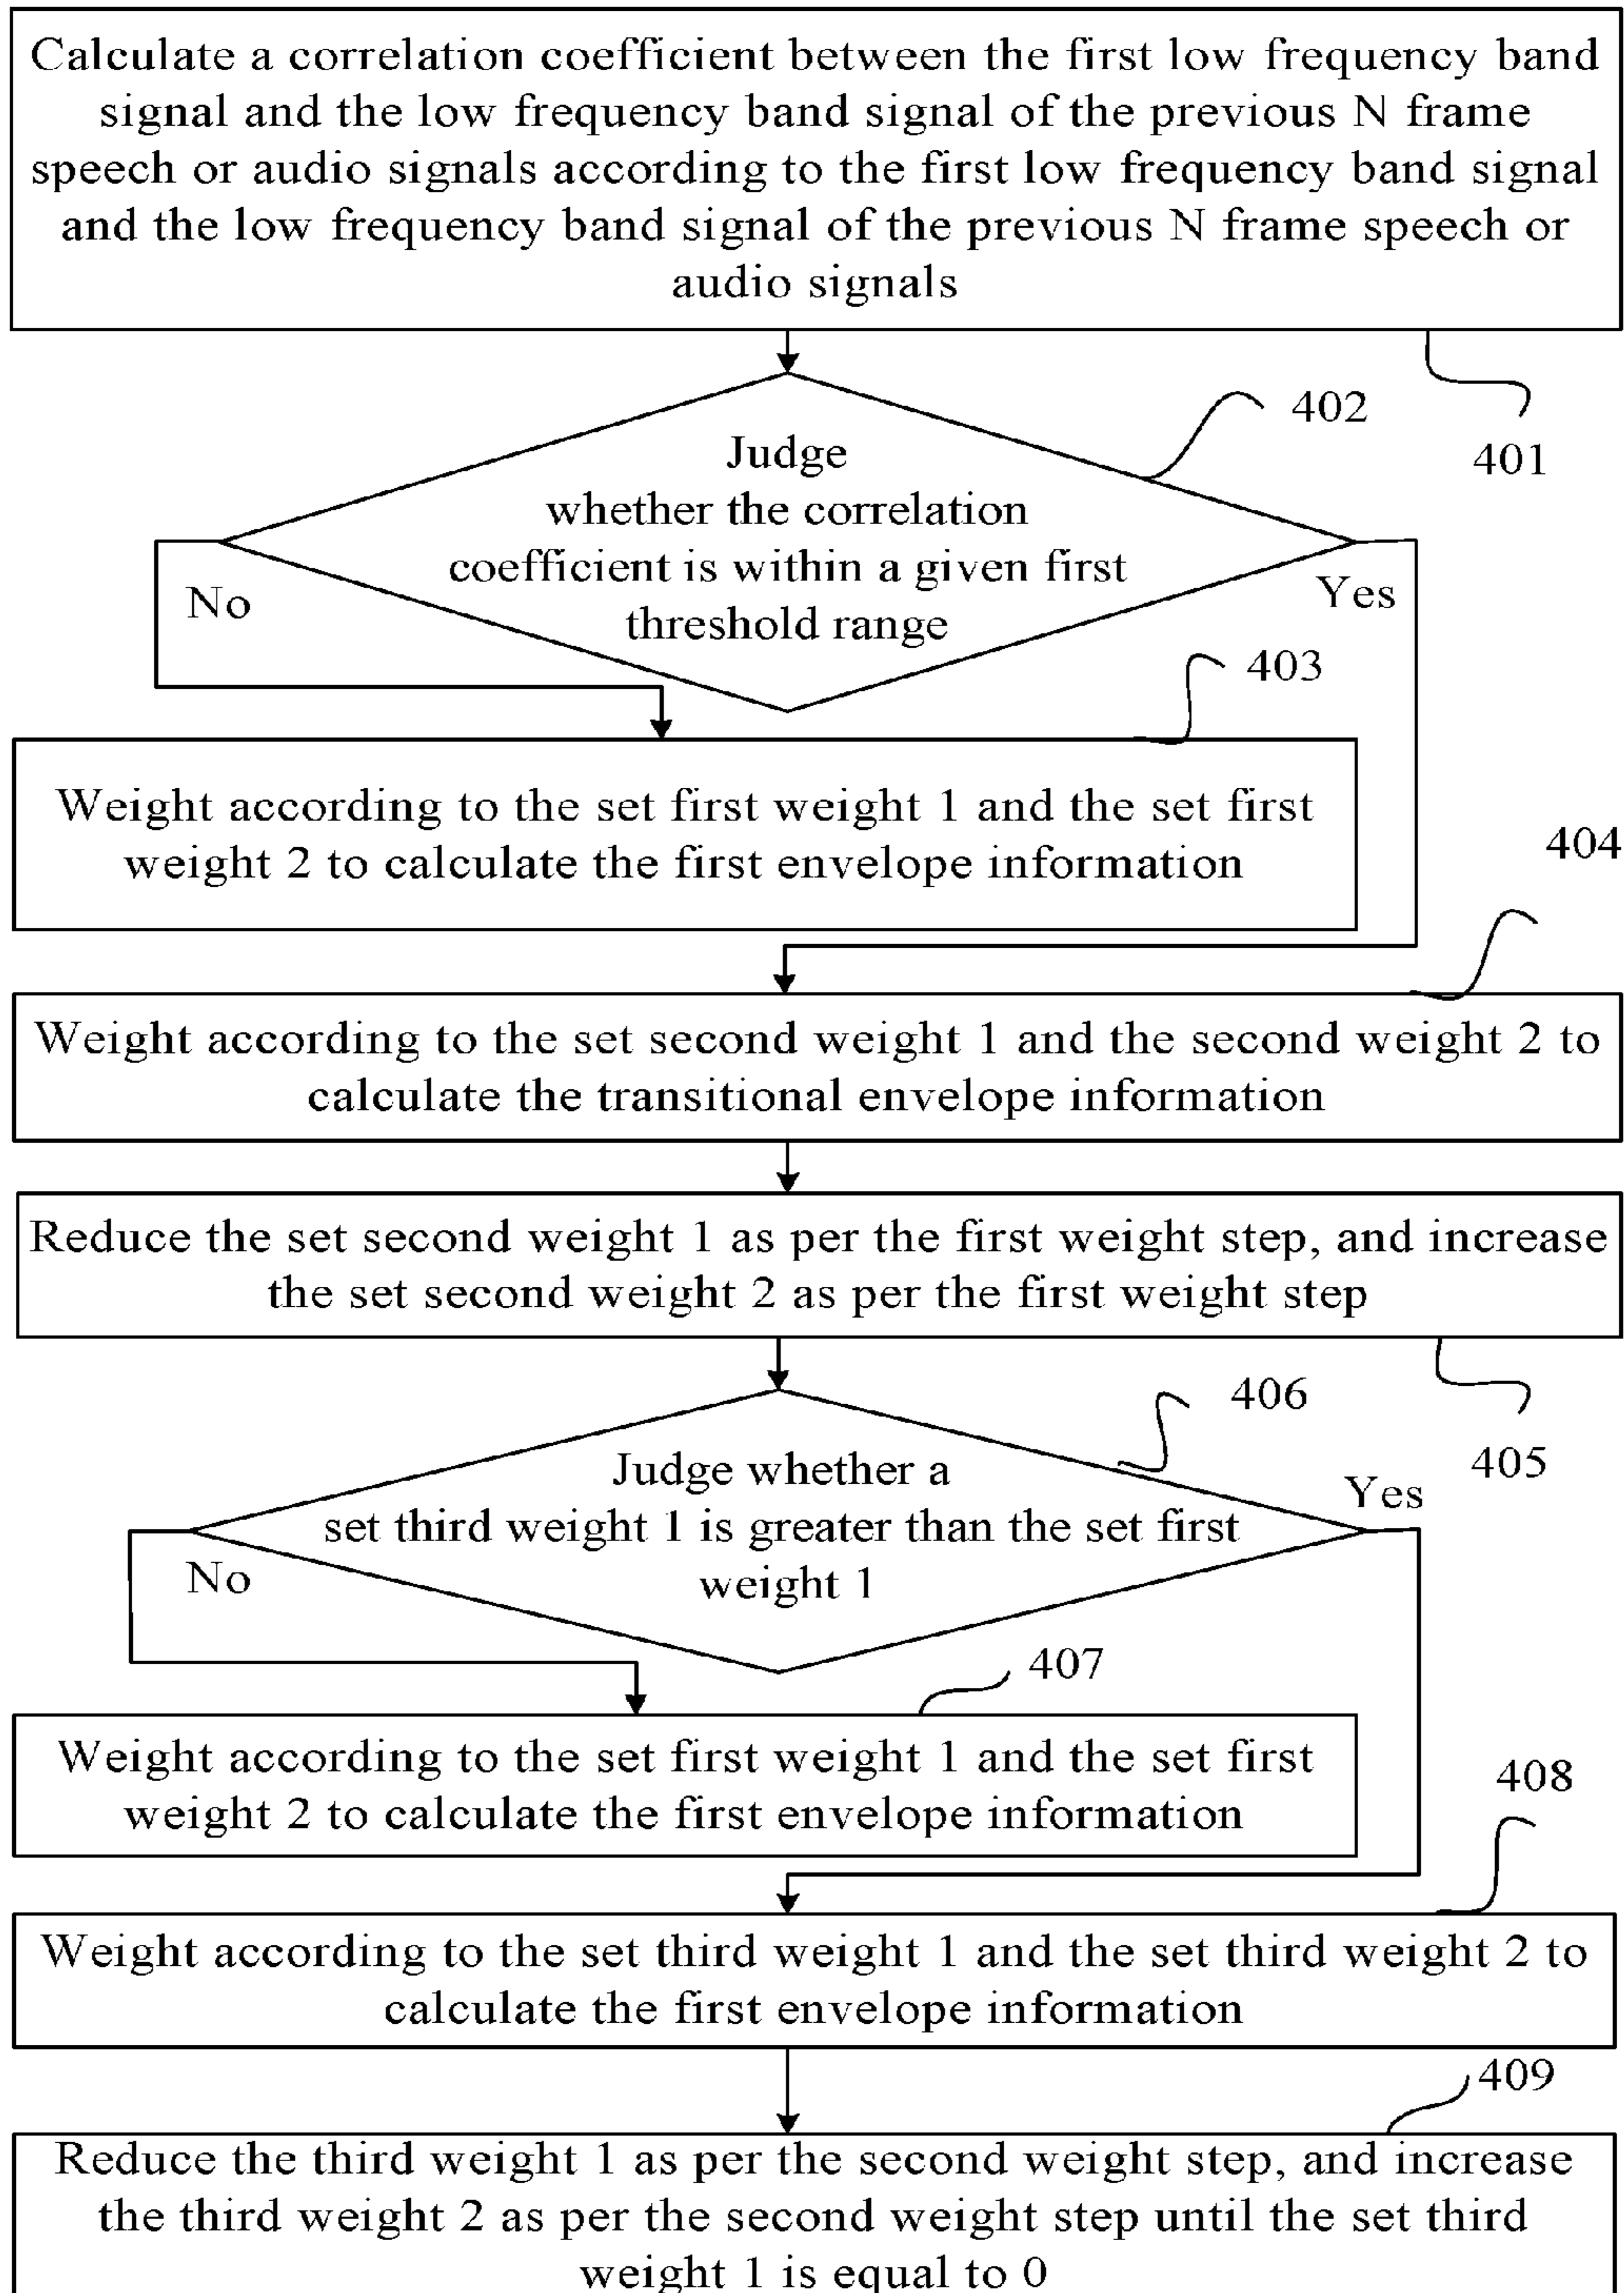 Calculate a correlation coefficient between the first low frequency band
signal and the low frequency band signal of the previous N frame
speech or audio signals according to the first low frequency band signal
and the low frequency band signal of the previous N frame speech or
audio signals
402
401
Judge
whether the correlation
coefficient is within a given first
threshold range
No
Yes
403
Weight according to the set first weight 1 and the set first
weight 2 to calculate the first envelope information
404
Weight according to the set second weight 1 and the second weight 2 to
calculate the transitional envelope information
Reduce the set second weight 1 as per the first weight step, and increase
the set second weight 2 as per the first weight step
406
405
Judge whether a
set third weight 1 is greater than the set first
weight 1
Yes
No
407
Weight according to the set first weight 1 and the set first
weight 2 to calculate the first envelope information
408
Weight according to the set third weight 1 and the set third weight 2 to
calculate the first envelope information
409
Reduce the third weight 1 as per the second weight step, and increase
the third weight 2 as per the second weight step until the set third
weight 1 is equal to 0